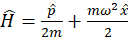 Ĥ = p̂/2m + mω²x̂/2